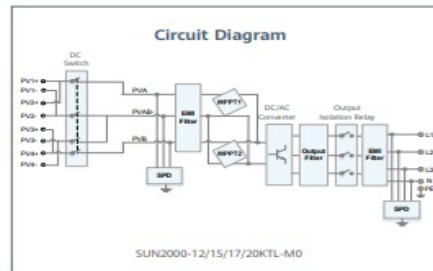 Circuit Diagram
DC
Switch
PV1+
PV1-
PV2+
PV2-
PV3+
PV3-
PV4+
PV4-
PVA
PVAB-
PVB
EMI
Filter
MPPT1
MPPT2
SPD
DC/AC
Converter
Output
Filter
Output
Isolation Relay
EMI
Filter
L1
L2
L3
N
PE
SPD
SUN2000-12/15/17/20KTL-M0